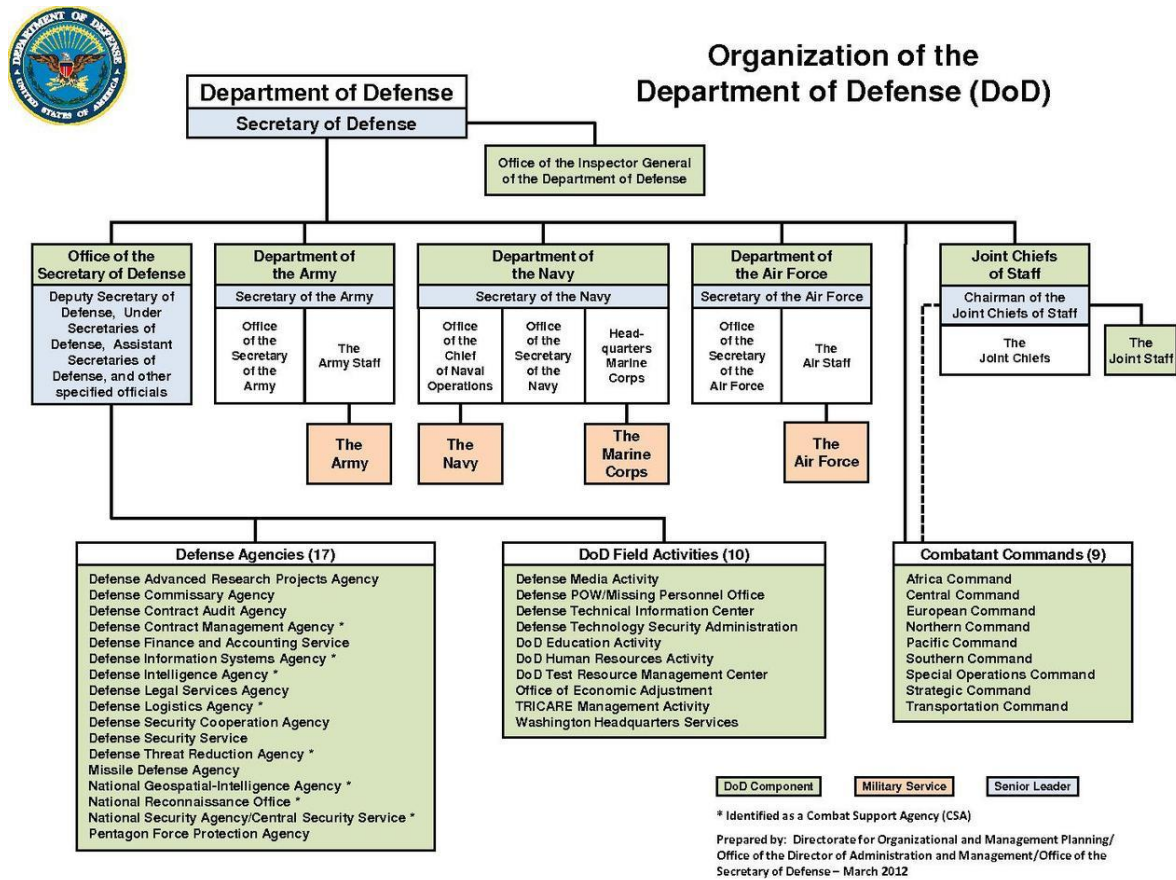 DEPARTMENT OF DEFENSE
UNITED STATES OF AMERICA
Organization of the
Department of Defense (DoD)
Department of Defense
Secretary of Defense
Office of the Inspector General
of the Department of Defense
Office of the
Secretary of Defense
Deputy Secretary of
Defense, Under
Secretaries of
Defense, Assistant
Secretaries of
Defense, and other
specified officials
Department of
the Army
Secretary of the Army
Office
of the
Secretary
of the
Army
The
Army Staff
The
Army
Department of
the Navy
Secretary of the Navy
Office
of the
Chief
of Naval
Operations
Office
of the
Secretary
of the
Navy
Head-
quarters
Marine
Corps
The
Navy
The
Marine
Corps
Department of
the Air Force
Secretary of the Air Force
Office
of the
Secretary
of the
Air Force
The
Air Staff
The
Air Force
Joint Chiefs
of Staff
Chairman of the
Joint Chiefs of Staff
The
Joint Chiefs
The
Joint Staff
Defense Agencies (17)
Defense Advanced Research Projects Agency
Defense Commissary Agency
Defense Contract Audit Agency
Defense Contract Management Agency *
Defense Finance and Accounting Service
Defense Information Systems Agency *
Defense Intelligence Agency *
Defense Legal Services Agency
Defense Logistics Agency *
Defense Security Cooperation Agency
Defense Security Service
Defense Threat Reduction Agency *
Missile Defense Agency
National Geospatial-Intelligence Agency *
National Reconnaissance Office *
National Security Agency/Central Security Service *
Pentagon Force Protection Agency
DoD Field Activities (10)
Defense Media Activity
Defense POW/Missing Personnel Office
Defense Technical Information Center
Defense Technology Security Administration
DoD Education Activity
DoD Human Resources Activity
DoD Test Resource Management Center
Office of Economic Adjustment
TRICARE Management Activity
Washington Headquarters Services
Combatant Commands (9)
Africa Command
Central Command
European Command
Northern Command
Pacific Command
Southern Command
Special Operations Command
Strategic Command
Transportation Command
DoD Component
Military Service
Senior Leader
* Identified as a Combat Support Agency (CSA)
Prepared by: Directorate for Organizational and Management Planning/
Office of the Director of Administration and Management/Office of the
Secretary of Defense – March 2012